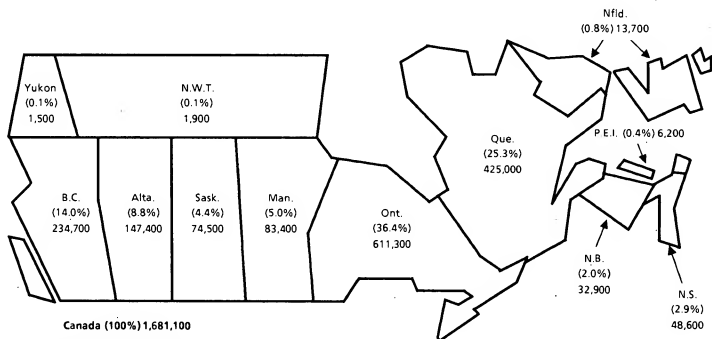 Nfld.
(0.8%) 13,700
Yukon
(0.1%)
1,500
N.W.T.
(0.1%)
1,900
P.E.I. (0.4%) 6,200
Que.
(25.3%)
425,000
B.C.
(14.0%)
234,700
Alta.
(8.8%)
147,400
Sask.
(4.4%)
74,500
Man.
(5.0%)
83,400
Ont.
(36.4%)
611,300
N.B.
(2.0%)
32,900
N.S.
(2.9%)
48,600
Canada (100%) 1,681,100